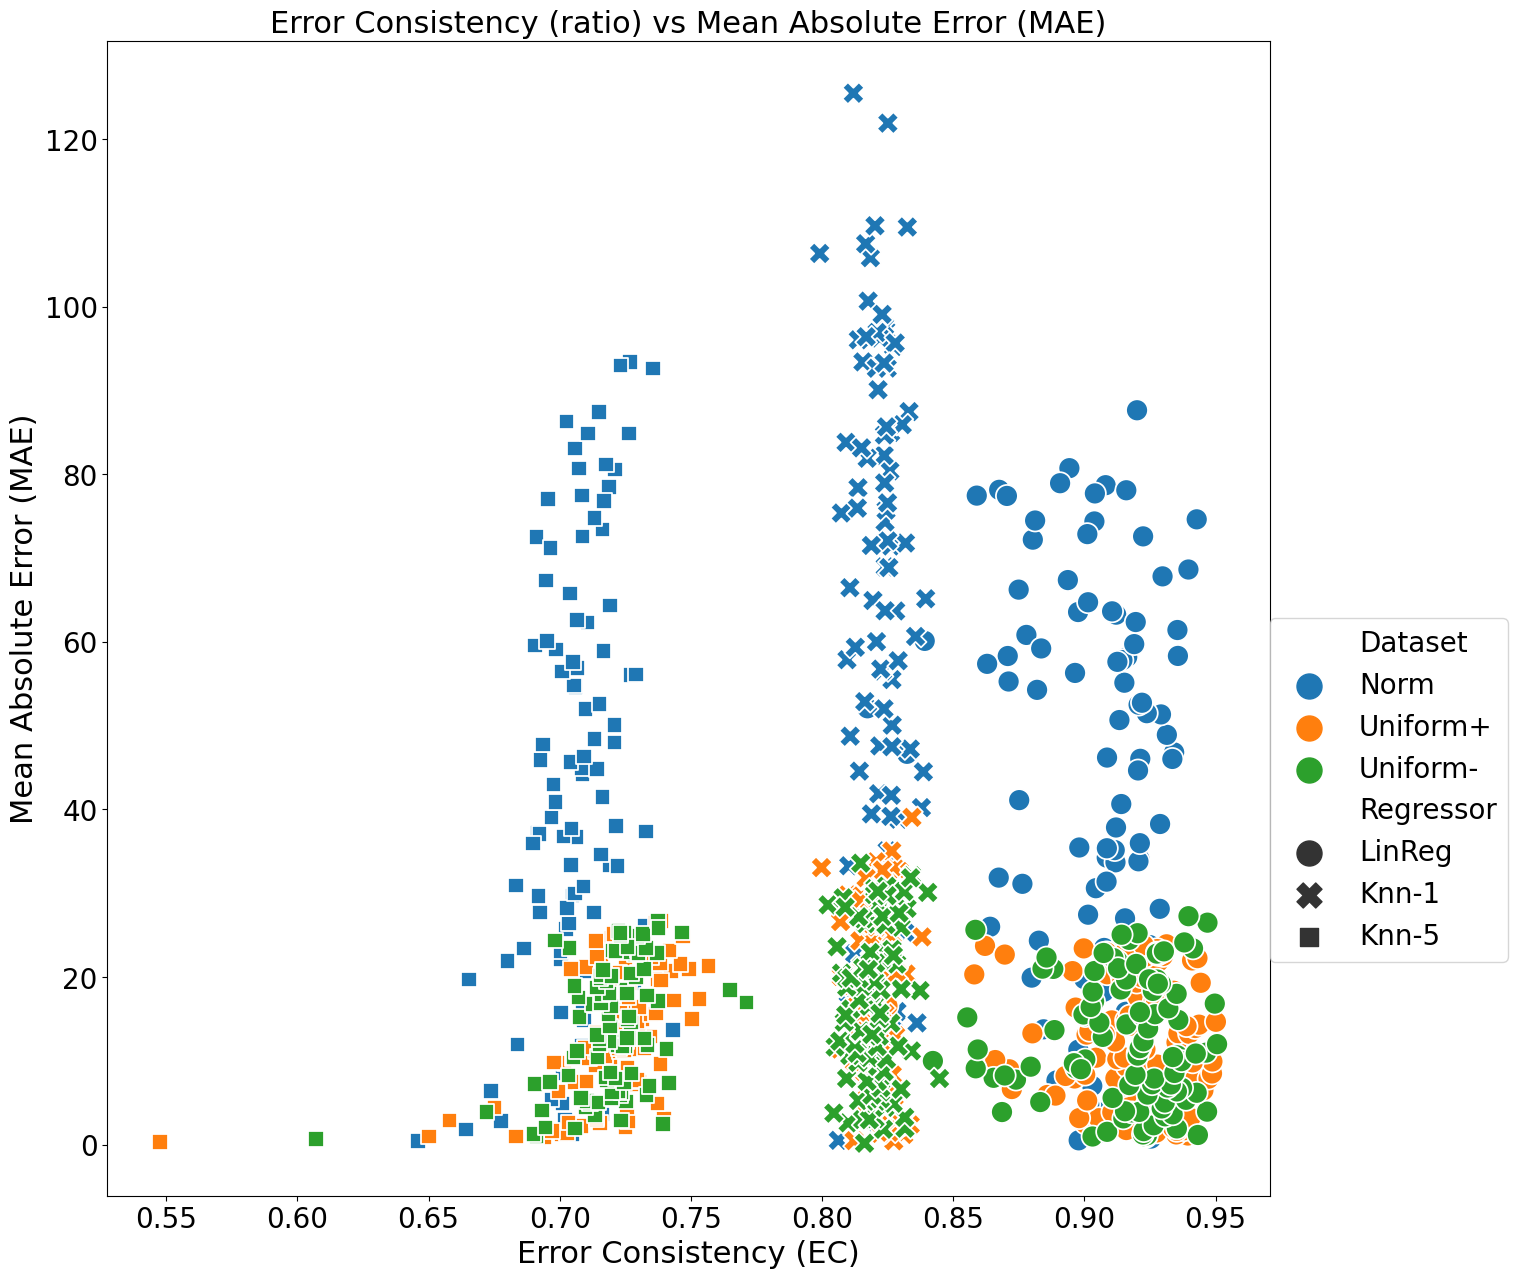 Error Consistency (ratio) vs Mean Absolute Error (MAE)
Mean Absolute Error (MAE)
120
100
80
60
40
20
0
0.55 0.60 0.65 0.70 0.75 0.80 0.85 0.90 0.95
Error Consistency (EC)
Dataset
Norm
Uniform+
Uniform-
Regressor
LinReg
Knn-1
Knn-5